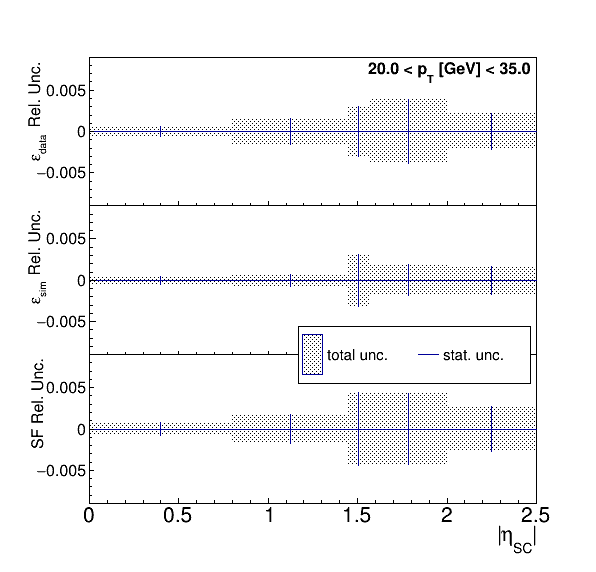 20.0 < p_T [GeV] < 35.0
ε_data Rel. Unc.
0.005
0
−0.005
ε_sim Rel. Unc.
0.005
0
−0.005
total unc. stat. unc.
SF Rel. Unc.
0.005
0
−0.005
0 0.5 1 1.5 2 2.5
|η_SC|